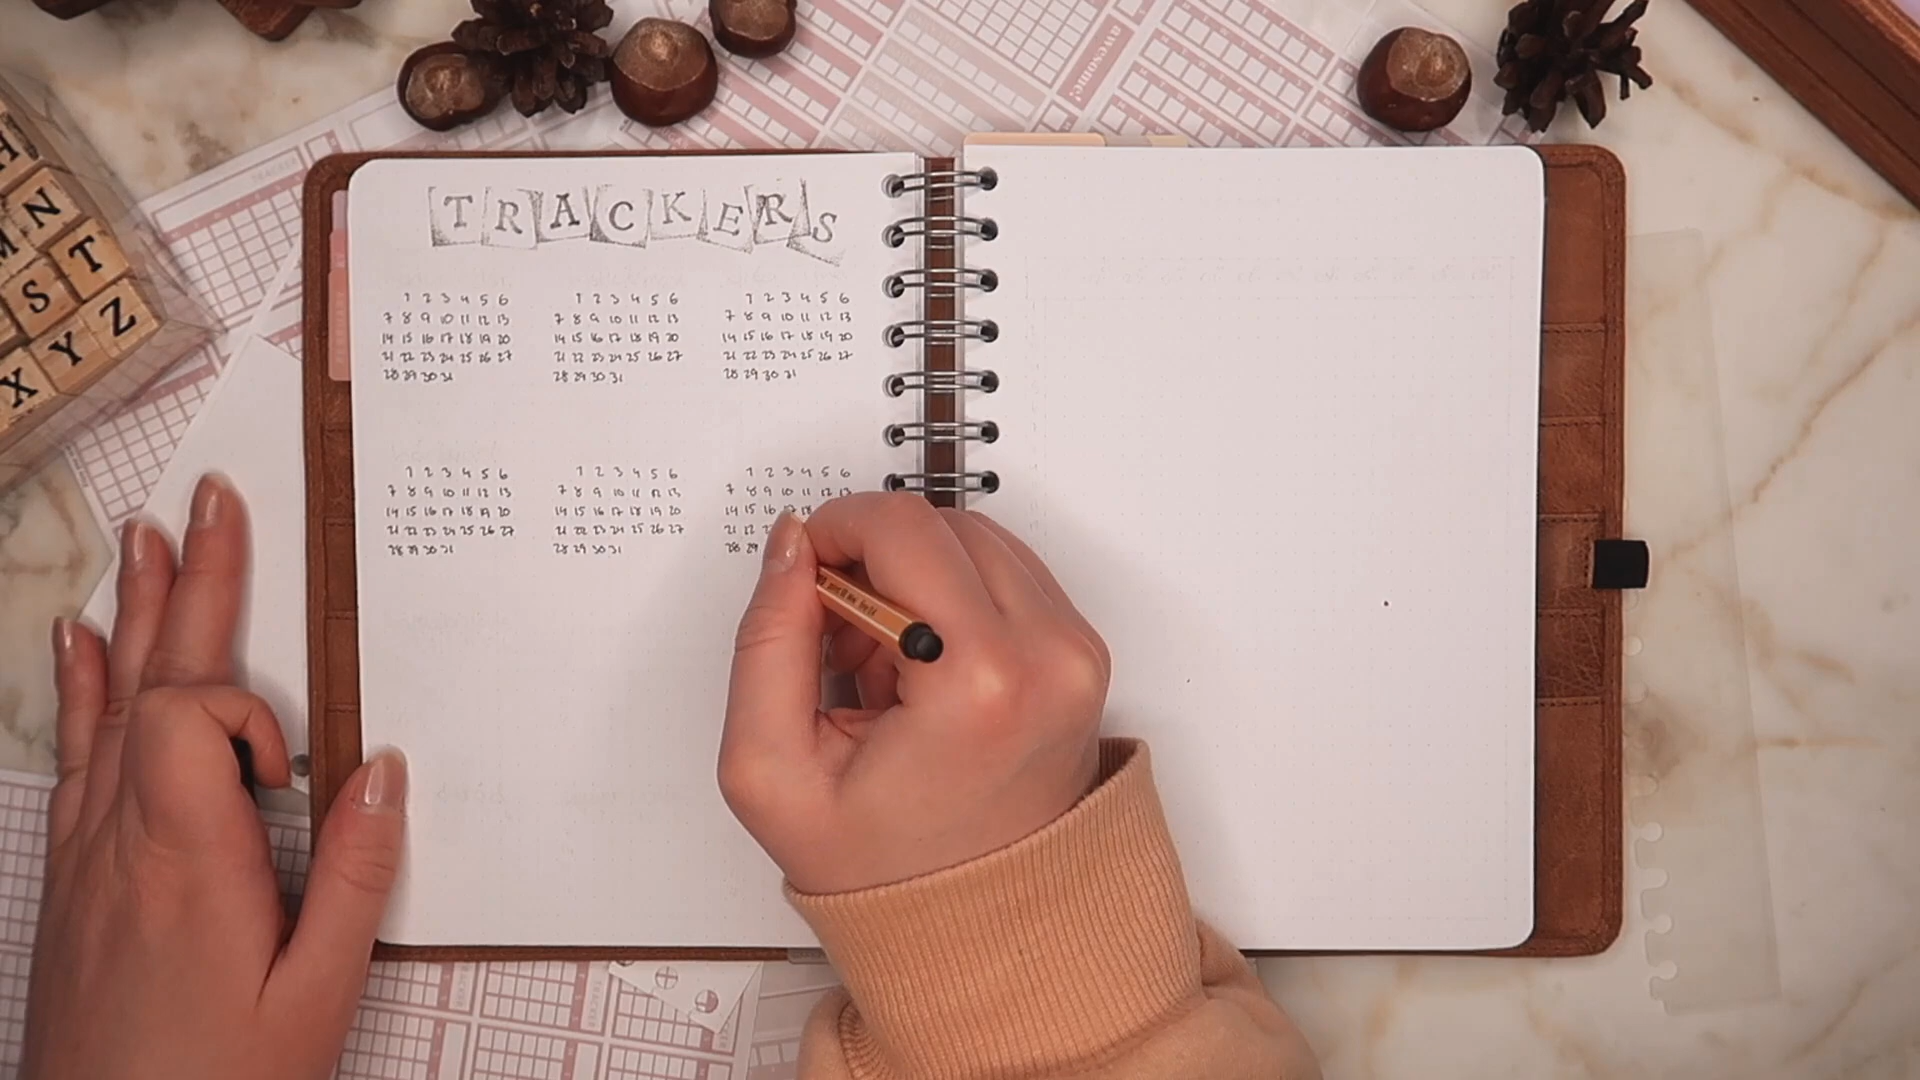 awesome!
TRACKER
H
N
M
T
S
Z
Y
X
TRACKERS
1 2 3 4 5 6
7 8 9 10 11 12 13
14 15 16 17 18 19 20
21 22 23 24 25 26 27
28 29 30 31
1 2 3 4 5 6
7 8 9 10 11 12 13
14 15 16 17 18 19 20
21 22 23 24 25 26 27
28 29 30 31
1 2 3 4 5 6
7 8 9 10 11 12 13
14 15 16 17 18 19 20
21 22 23 24 25 26 27
28 29 30 31
1 2 3 4 5 6
7 8 9 10 11 12 13
14 15 16 17 18 19 20
21 22 23 24 25 26 27
28 29 30 31
1 2 3 4 5 6
7 8 9 10 11 12 13
14 15 16 17 18 19 20
21 22 23 24 25 26 27
28 29 30 31
1 2 3 4 5 6
7 8 9 10 11 12 13
14 15 16 17 18
21 22
28 29
TRACKER
TRACKER